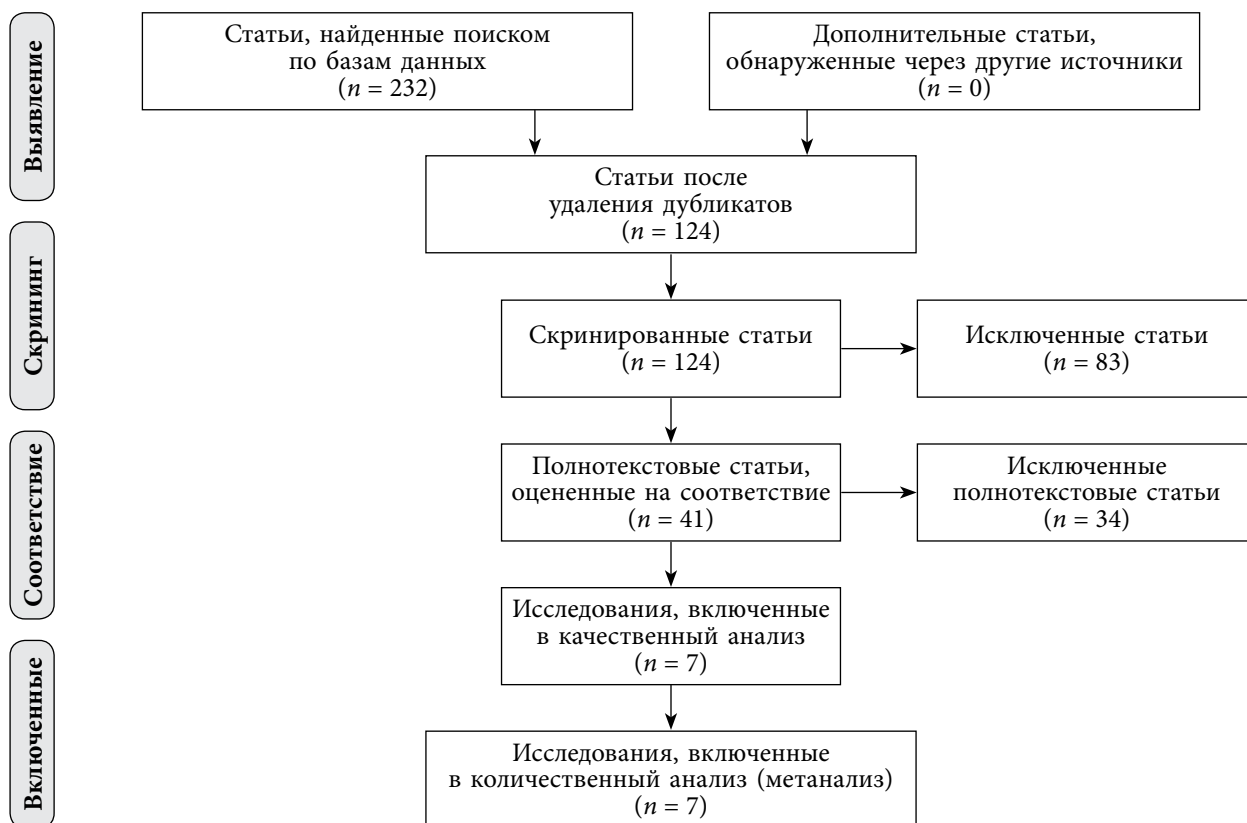 Выявление
Статьи, найденные поиском
по базам данных
(n = 232)
Дополнительные статьи,
обнаруженные через другие источники
(n = 0)
Статьи после
удаления дубликатов
(n = 124)
Скрининг
Скринированные статьи
(n = 124)
Исключенные статьи
(n = 83)
Соответствие
Полнотекстовые статьи,
оцененные на соответствие
(n = 41)
Исключенные
полнотекстовые статьи
(n = 34)
Исследования, включенные
в качественный анализ
(n = 7)
Включенные
Исследования, включенные
в количественный анализ (метанализ)
(n = 7)